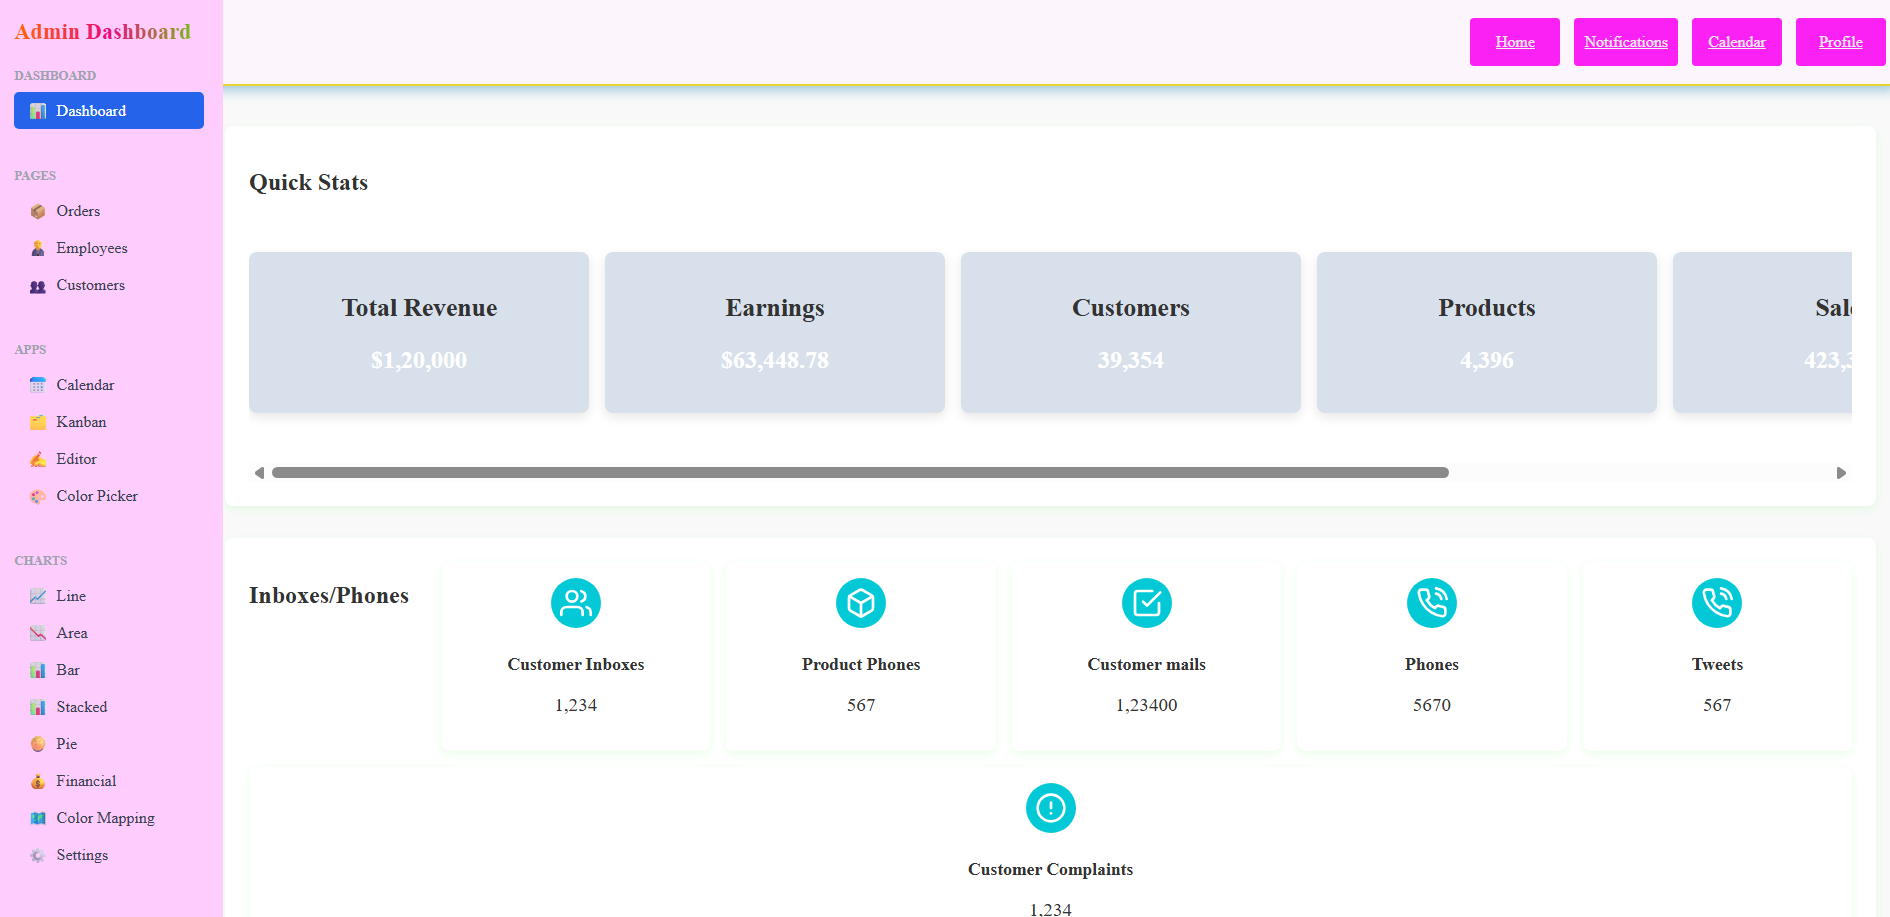 Admin Dashboard
DASHBOARD
Dashboard
PAGES
Orders
Employees
Customers
APPS
Calendar
Kanban
Editor
Color Picker
CHARTS
Line
Area
Bar
Stacked
Pie
Financial
Color Mapping
Settings
Home Notifications Calendar Profile
Quick Stats
Total Revenue
$1,20,000
Earnings
$63,448.78
Customers
39,354
Products
4,396
Inboxes/Phones
Customer Inboxes
1,234
Product Phones
567
Customer mails
1,23400
Phones
5670
Tweets
567
Customer Complaints
1,234